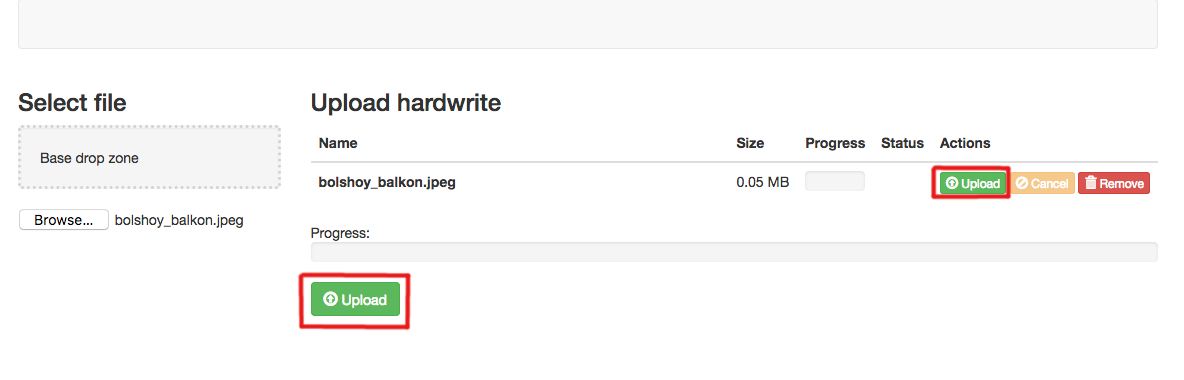 Select file
Base drop zone
Browse... bolshoy_balkon.jpeg
Upload hardwrite
Name Size Progress Status Actions
bolshoy_balkon.jpeg 0.05 MB Upload Cancel Remove
Progress:
Upload